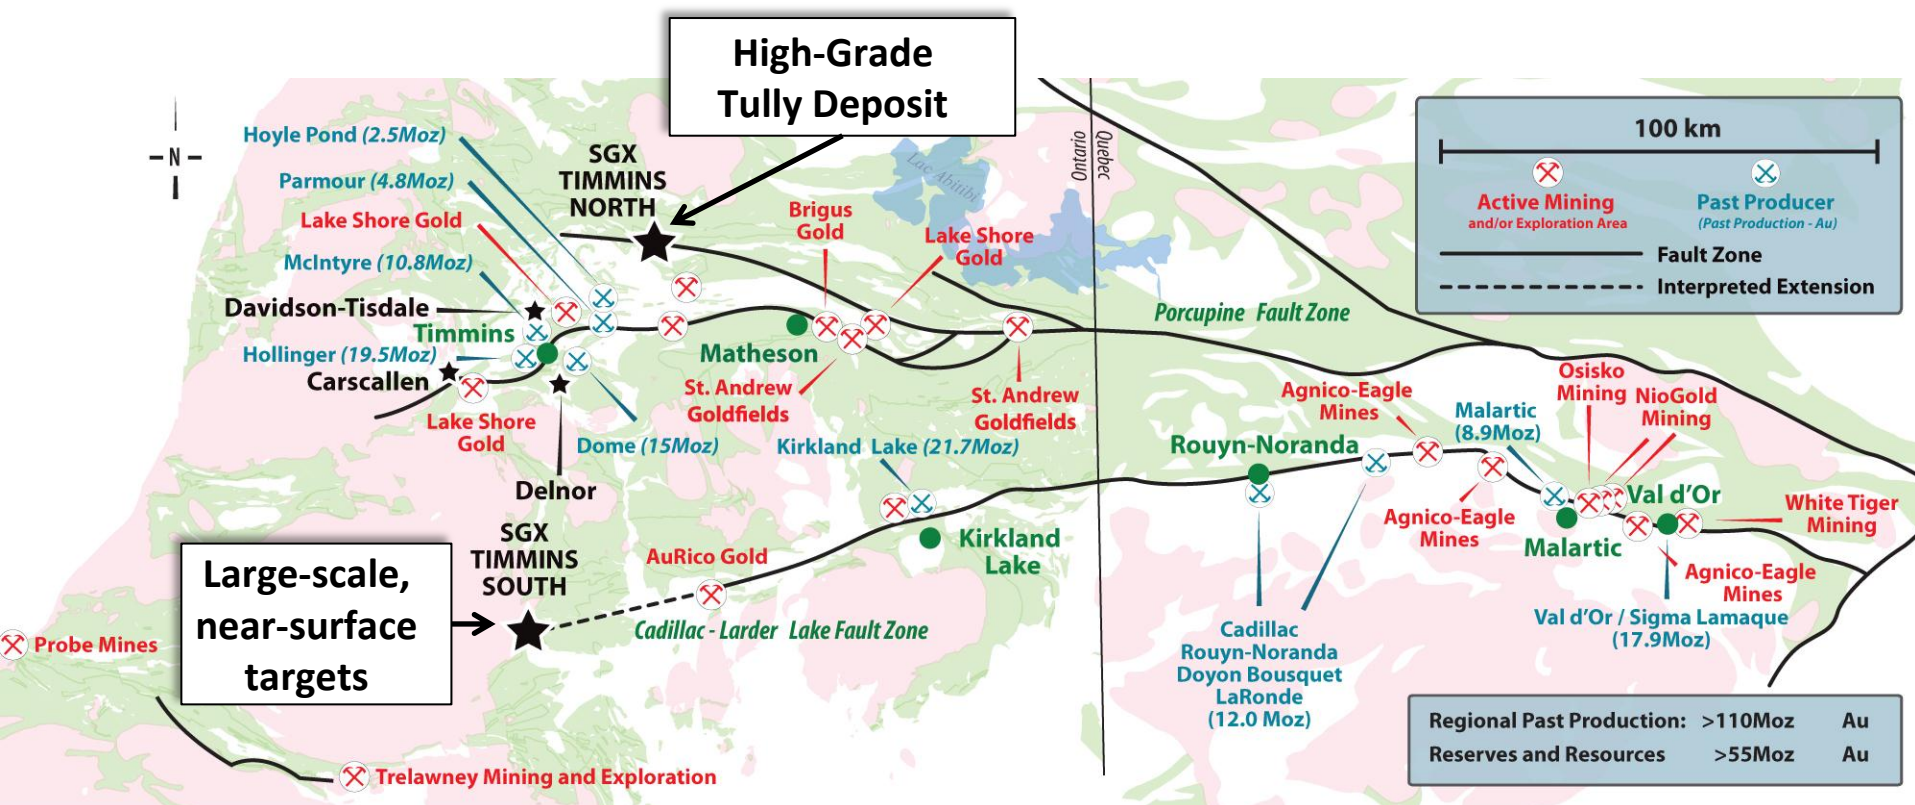 High-Grade
Tully Deposit
N
Hoyle Pond (2.5Moz)
Parmour (4.8Moz)
Lake Shore Gold
McIntyre (10.8Moz)
Davidson-Tisdale
Timmins
Hollinger (19.5Moz)
Carscallen
Lake Shore
Gold
Dome (15Moz)
Delnor
SGX
TIMMINS
NORTH
Brigus
Gold
Lake Shore
Gold
Lac Abitibi
Ontario
Quebec
Matheson
St. Andrew
Goldfields
St. Andrew
Goldfields
Porcupine Fault Zone
100 km
Active Mining
and/or Exploration Area
Past Producer
(Past Production - Au)
Fault Zone
Interpreted Extension
Kirkland Lake (21.7Moz)
Kirkland
Lake
Rouyn-Noranda
Agnico-Eagle
Mines
Malartic
(8.9Moz)
Osisko
Mining
NioGold
Mining
Agnico-Eagle
Mines
Val d'Or
Malartic
White Tiger
Mining
Agnico-Eagle
Mines
Val d'Or / Sigma Lamaque
(17.9Moz)
Cadillac
Rouyn-Noranda
Doyon Bousquet
LaRonde
(12.0 Moz)
SGX
TIMMINS
SOUTH
AuRico Gold
Cadillac - Larder Lake Fault Zone
Large-scale,
near-surface
targets
Probe Mines
Trelawney Mining and Exploration
Regional Past Production: >110Moz Au
Reserves and Resources >55Moz Au